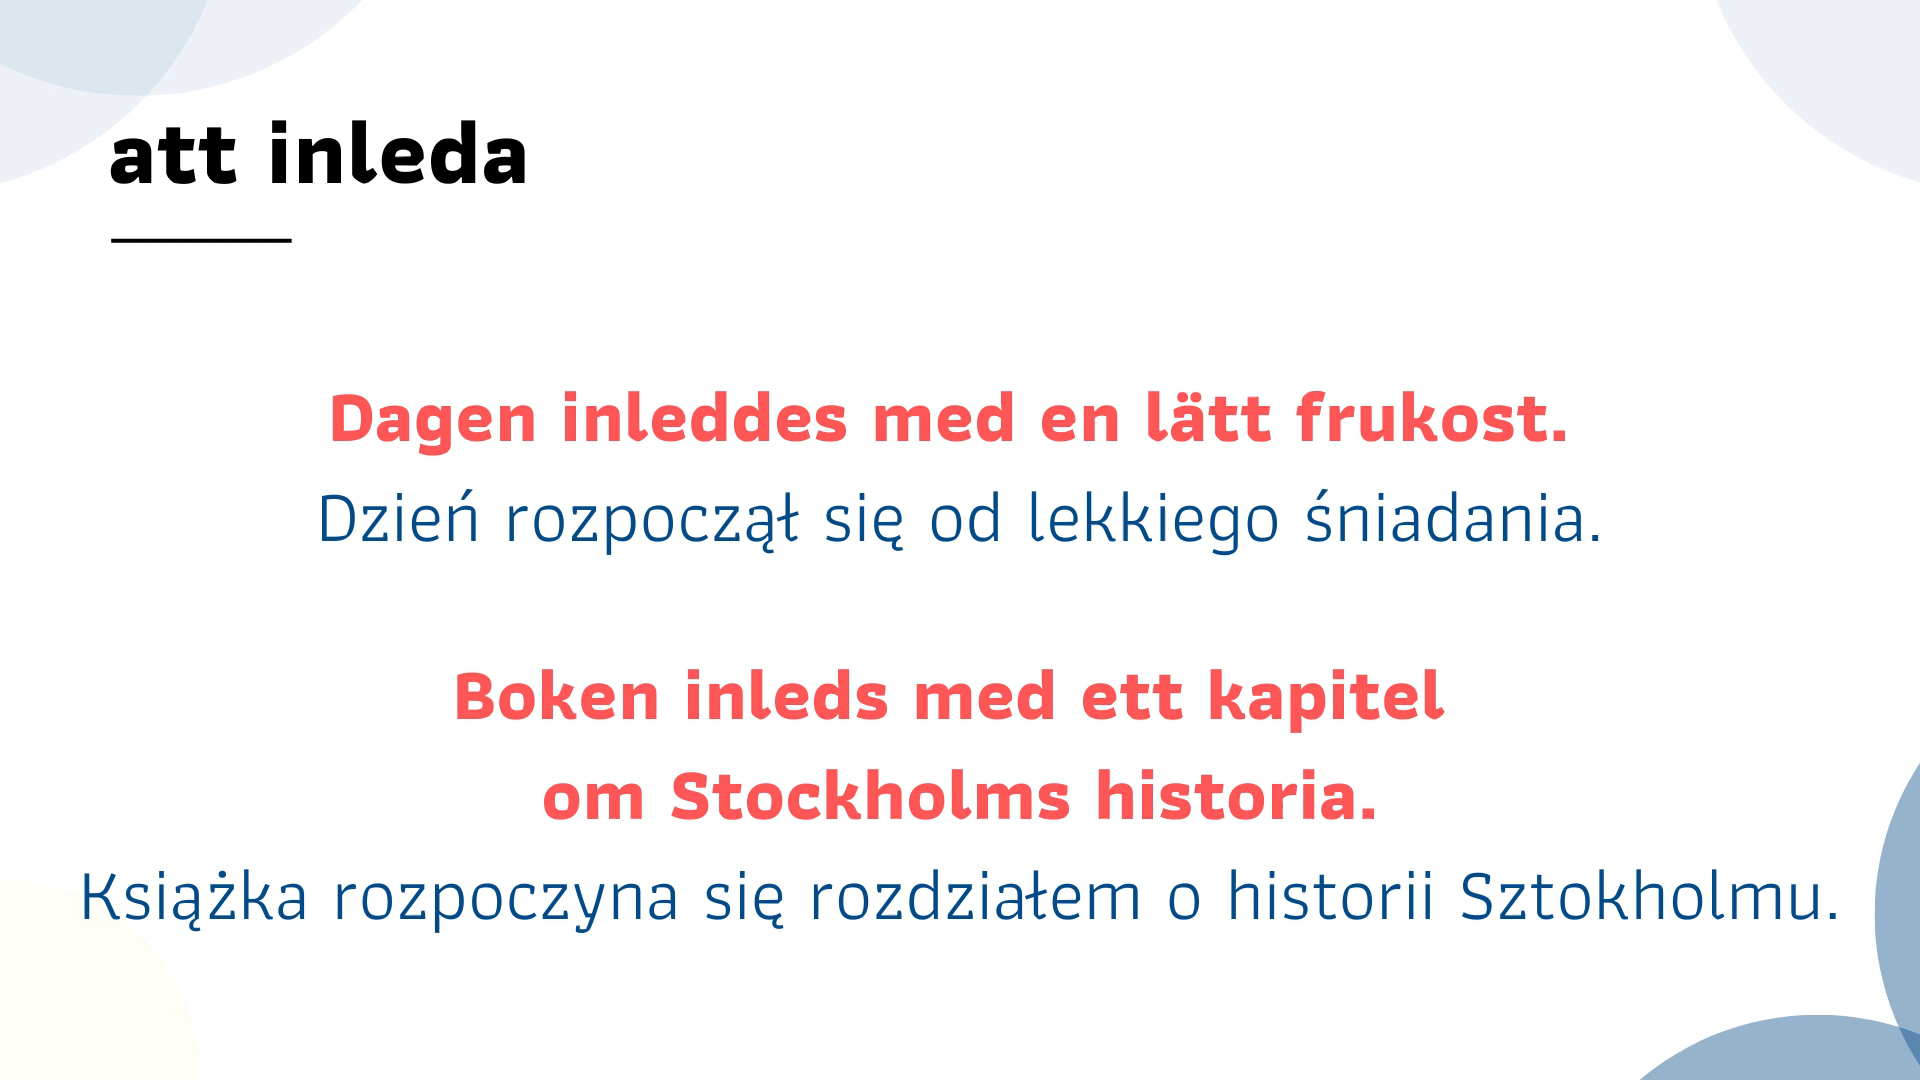 att inleda
Dagen inleddes med en lätt frukost.
Dzień rozpoczął się od lekkiego śniadania.
Boken inleds med ett kapitel
om Stockholms historia.
Książka rozpoczyna się rozdziałem o historii Sztokholmu.